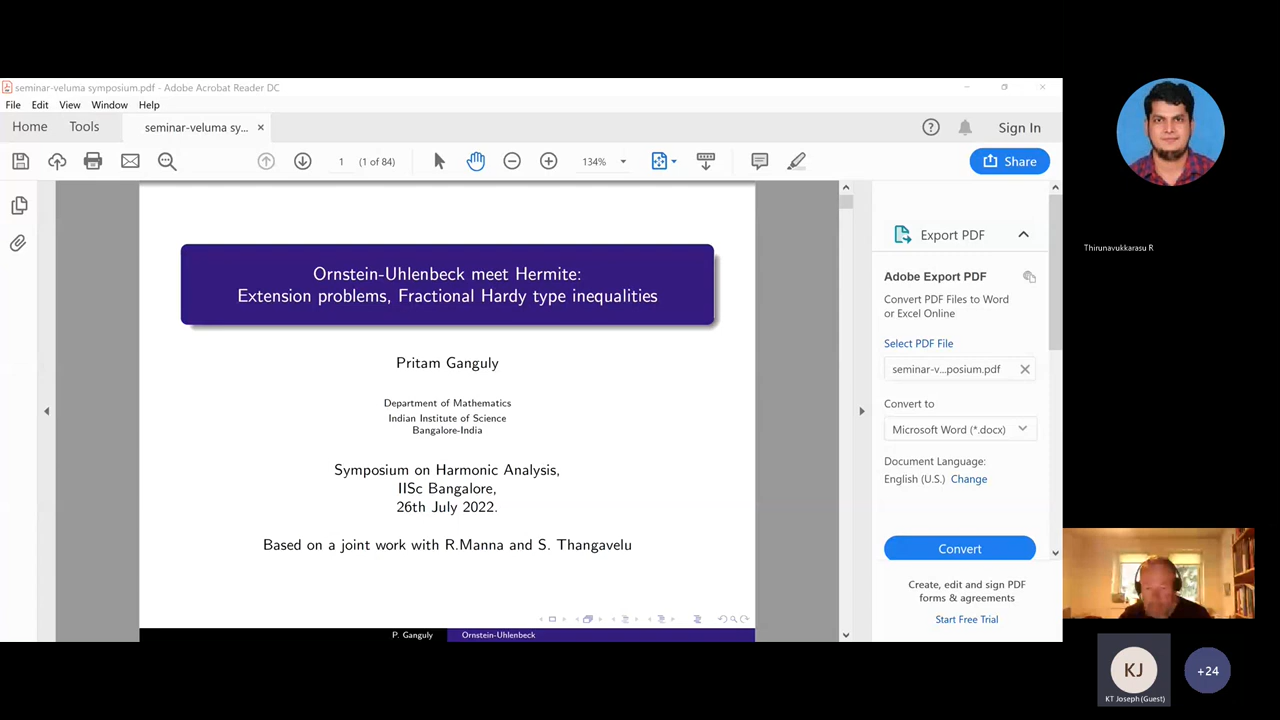 seminar-veluma symposium.pdf - Adobe Acrobat Reader DC
File Edit View Window Help
Home Tools seminar-veluma sy... × Sign In
1 (1 of 84) 134% Share
Ornstein-Uhlenbeck meet Hermite:
Extension problems, Fractional Hardy type inequalities
Pritam Ganguly
Department of Mathematics
Indian Institute of Science
Bangalore-India
Symposium on Harmonic Analysis,
IISc Bangalore,
26th July 2022.
Based on a joint work with R.Manna and S. Thangavelu
P. Ganguly Ornstein-Uhlenbeck
Export PDF
Adobe Export PDF
Convert PDF Files to Word
or Excel Online
Select PDF File
seminar-v...posium.pdf
Convert to
Microsoft Word (*.docx)
Document Language:
English (U.S.) Change
Convert
Create, edit and sign PDF
forms & agreements
Start Free Trial
Thirunavukkarasu R
KJ
KT Joseph (Guest)
+24